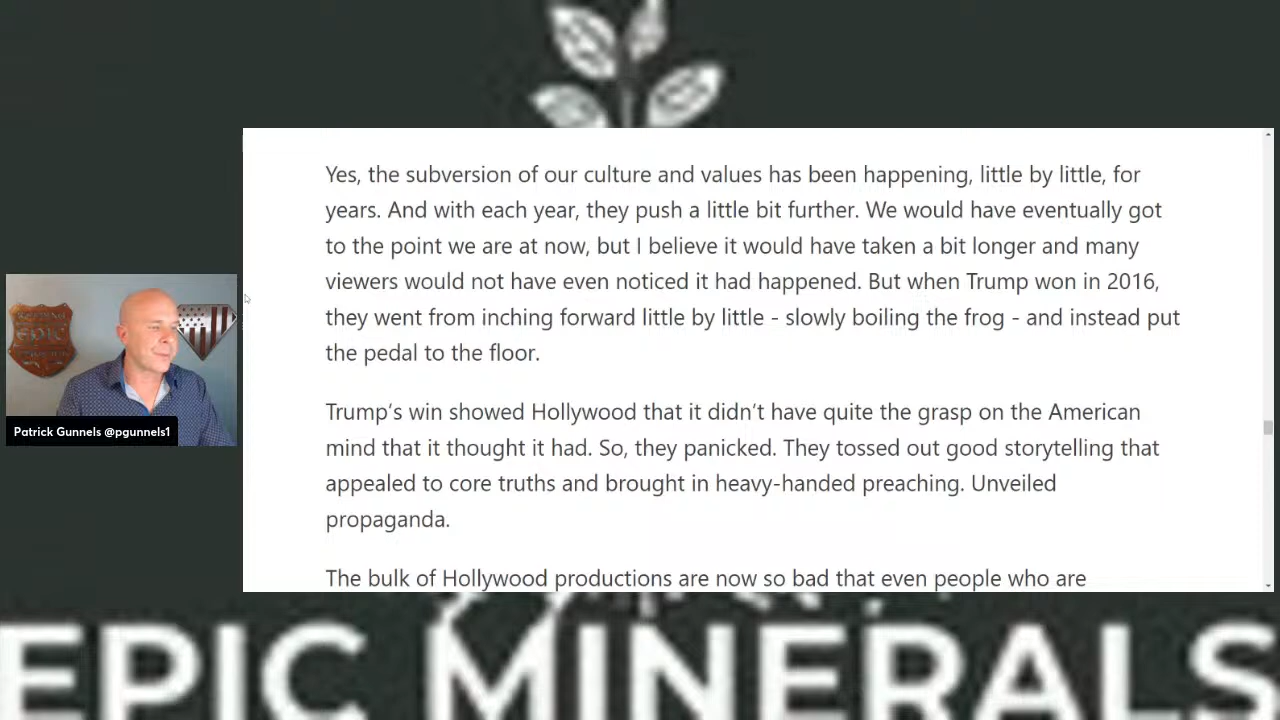 Yes, the subversion of our culture and values has been happening, little by little, for
years. And with each year, they push a little bit further. We would have eventually got
to the point we are at now, but I believe it would have taken a bit longer and many
viewers would not have even noticed it had happened. But when Trump won in 2016,
they went from inching forward little by little - slowly boiling the frog - and instead put
the pedal to the floor.
Trump’s win showed Hollywood that it didn’t have quite the grasp on the American
mind that it thought it had. So, they panicked. They tossed out good storytelling that
appealed to core truths and brought in heavy-handed preaching. Unveiled
propaganda.
The bulk of Hollywood productions are now so bad that even people who are
EPIC
Patrick Gunnels @pgunnels1
EPIC MINERALS